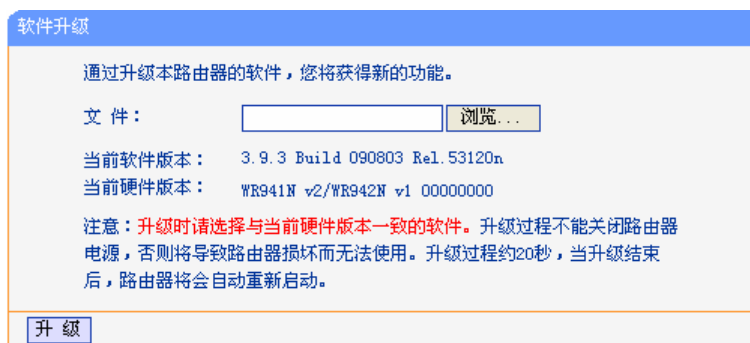 软件升级
通过升级本路由器的软件，您将获得新的功能。
文 件： 浏览...
当前软件版本： 3.9.3 Build 090803 Rel.53120n
当前硬件版本： WR941N v2/WR942N v1 00000000
注意：升级时请选择与当前硬件版本一致的软件。升级过程不能关闭路由器
电源，否则将导致路由器损坏而无法使用。升级过程约20秒，当升级结束
后，路由器将会自动重新启动。
升 级